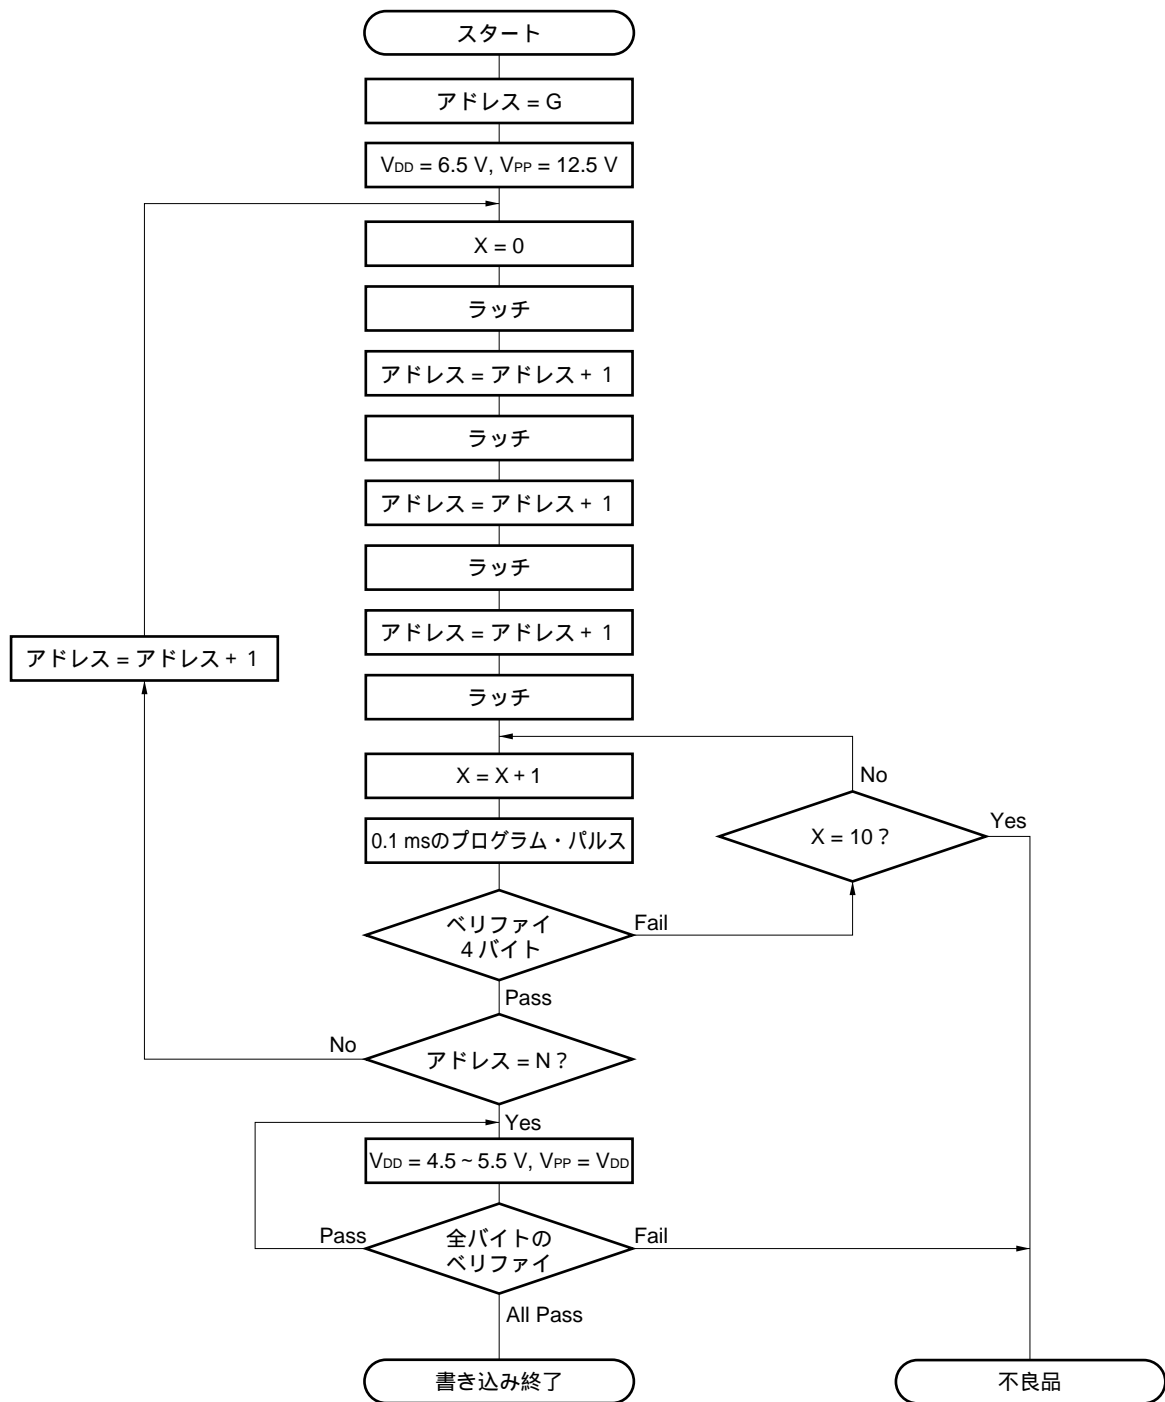 スタート
アドレス = G
VDD = 6.5 V, VPP = 12.5 V
X = 0
ラッチ
アドレス = アドレス + 1
ラッチ
アドレス = アドレス + 1
ラッチ
アドレス = アドレス + 1
アドレス = アドレス + 1
ラッチ
X = X + 1
No
X = 10 ?
Yes
0.1 msのプログラム・パルス
ベリファイ
4 バイト
Fail
Pass
No
アドレス = N ?
Yes
VDD = 4.5 ~ 5.5 V, VPP = VDD
Pass
全バイトの
ベリファイ
Fail
All Pass
書き込み終了
不良品